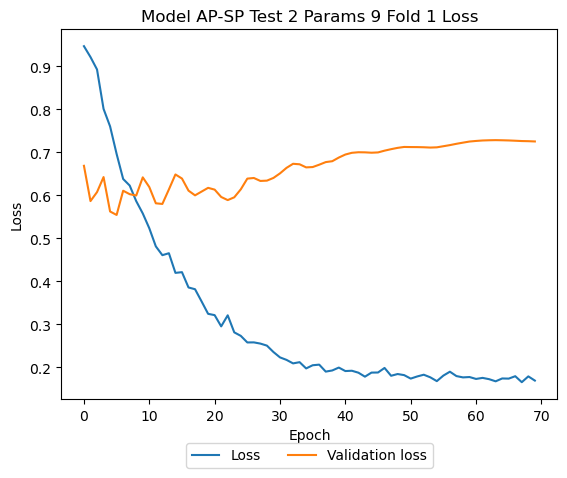 Model AP-SP Test 2 Params 9 Fold 1 Loss
Loss
0.9
0.8
0.7
0.6
0.5
0.4
0.3
0.2
0 10 20 30 40 50 60 70
Epoch
Loss Validation loss